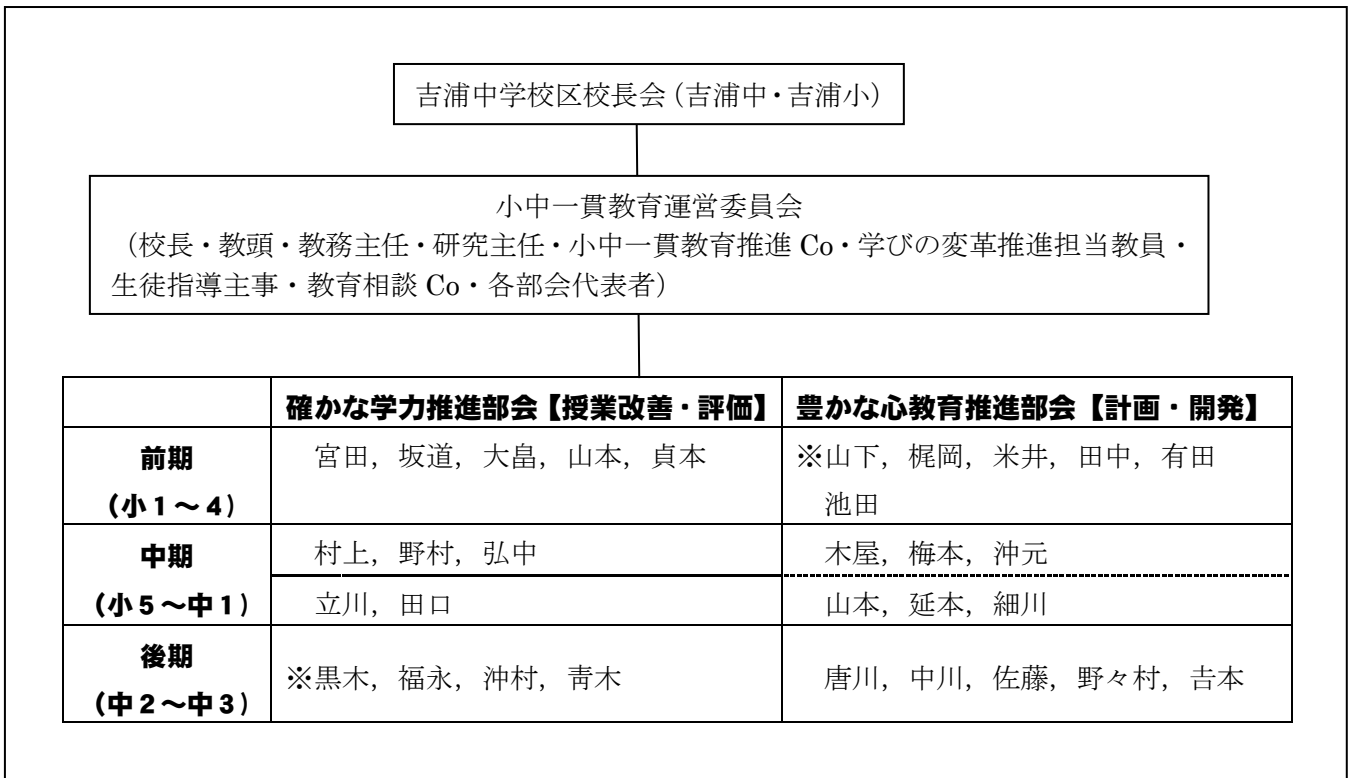 吉浦中学校区校長会(吉浦中・吉浦小)
小中一貫教育運営委員会
(校長・教頭・教務主任・研究主任・小中一貫教育推進 Co・学びの変革推進担当教員・
生徒指導主事・教育相談 Co・各部会代表者)
確かな学力推進部会【授業改善・評価】 豊かな心教育推進部会【計画・開発】
前期
(小1~4)
宮田,坂道,大畠,山本,貞本
※山下,梶岡,米井,田中,有田
池田
中期
(小5~中1)
村上,野村,弘中
木屋,梅本,沖元
立川,田口
山本,延本,細川
後期
(中2~中3)
※黒木,福永,沖村,青木
唐川,中川,佐藤,野々村,吉本